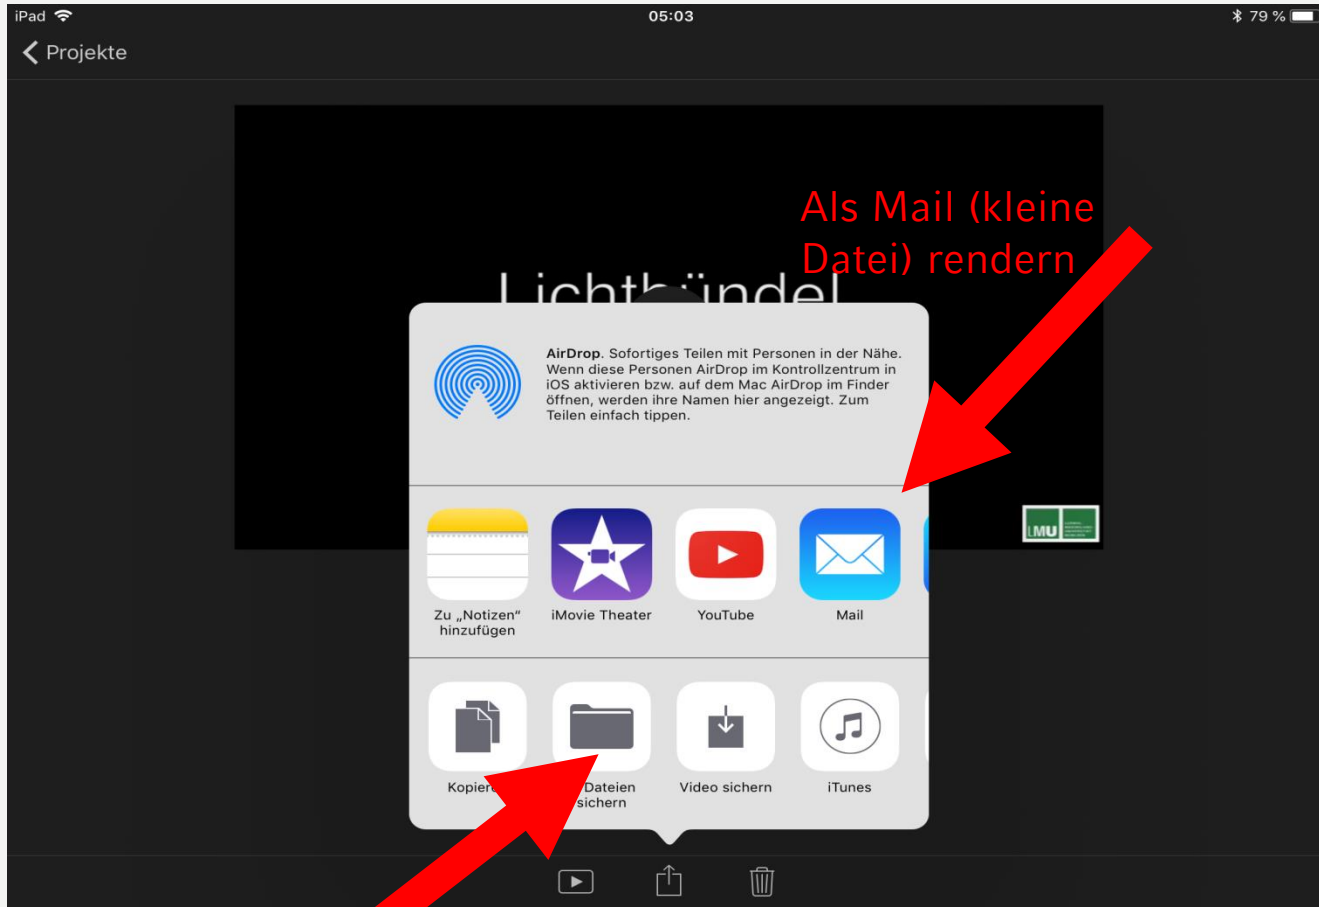 iPad 05:03 79 %
Projekte
Als Mail (kleine
Datei) rendern
Lichtbündel
AirDrop. Sofortiges Teilen mit Personen in der Nähe.
Wenn diese Personen AirDrop im Kontrollzentrum in
iOS aktivieren bzw. auf dem Mac AirDrop im Finder
öffnen, werden ihre Namen hier angezeigt. Zum
Teilen einfach tippen.
LMU
Zu „Notizen“ iMovie Theater YouTube Mail
hinzufügen
Dateien Video sichern iTunes
sichern